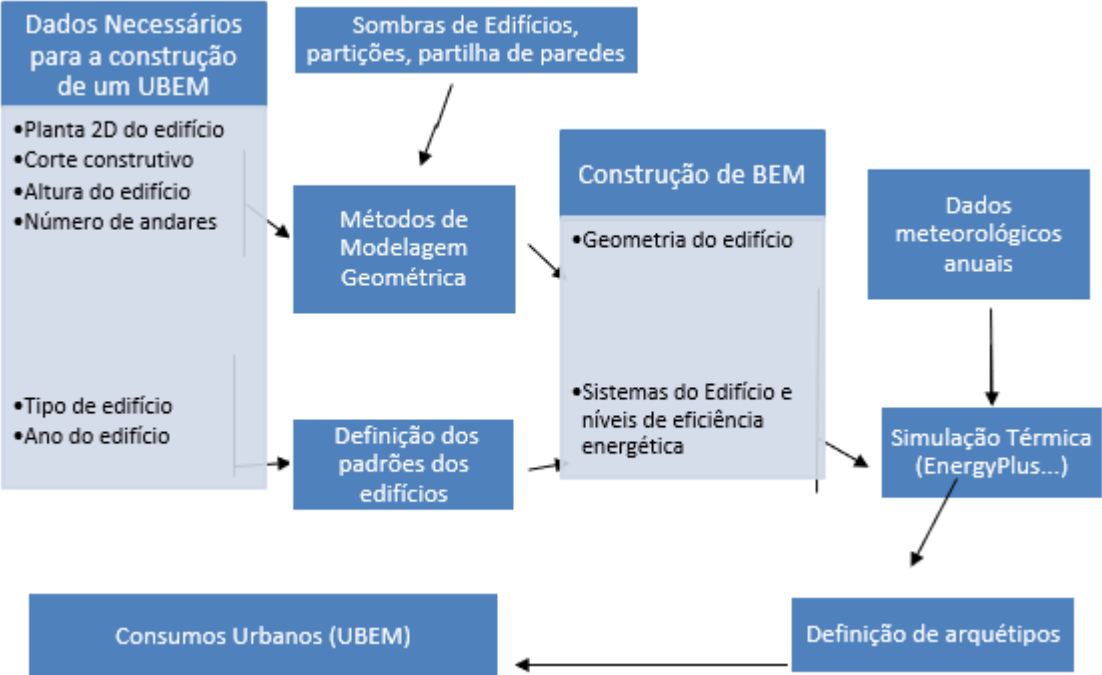 Dados Necessários
para a construção
de um UBEM
•Planta 2D do edifício
•Corte construtivo
•Altura do edifício
•Número de andares
•Tipo de edifício
•Ano do edifício
Sombras de Edifícios,
partições, partilha de paredes
Métodos de
Modelagem
Geométrica
Definição dos
padrões dos
edifícios
Construção de BEM
•Geometria do edifício
•Sistemas do Edifício e
níveis de eficiência
energética
Dados
meteorológicos
anuais
Simulação Térmica
(EnergyPlus...)
Definição de arquétipos
Consumos Urbanos (UBEM)